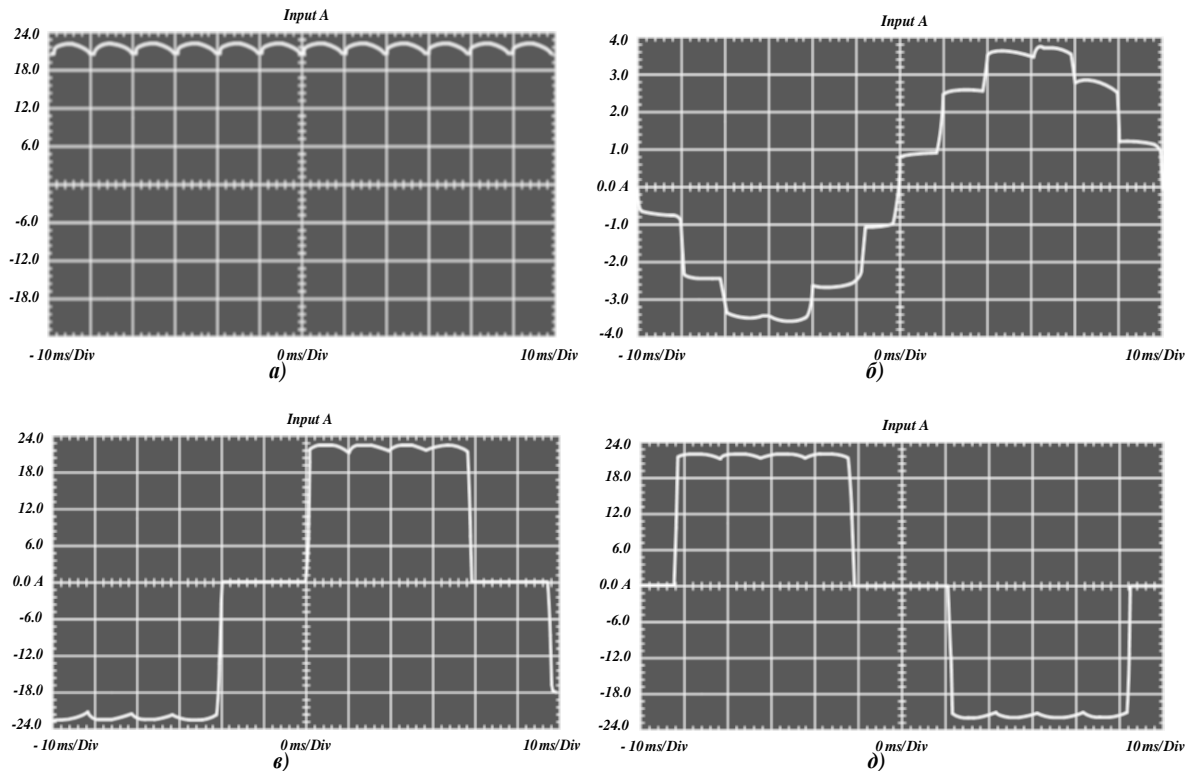 Input A
24.0
18.0
12.0
6.0
-6.0
-12.0
-18.0
- 10 ms/Div
0 ms/Div
10 ms/Div
а)
Input A
4.0
3.0
2.0
1.0
0.0 A
-1.0
-2.0
-3.0
-4.0
- 10 ms/Div
0 ms/Div
10 ms/Div
б)
Input A
24.0
18.0
12.0
6.0
0.0 A
-6.0
-12.0
-18.0
-24.0
- 10 ms/Div
0 ms/Div
10 ms/Div
в)
Input A
24.0
18.0
12.0
6.0
0.0 A
-6.0
-12.0
-18.0
-24.0
- 10 ms/Div
0 ms/Div
10 ms/Div
д)